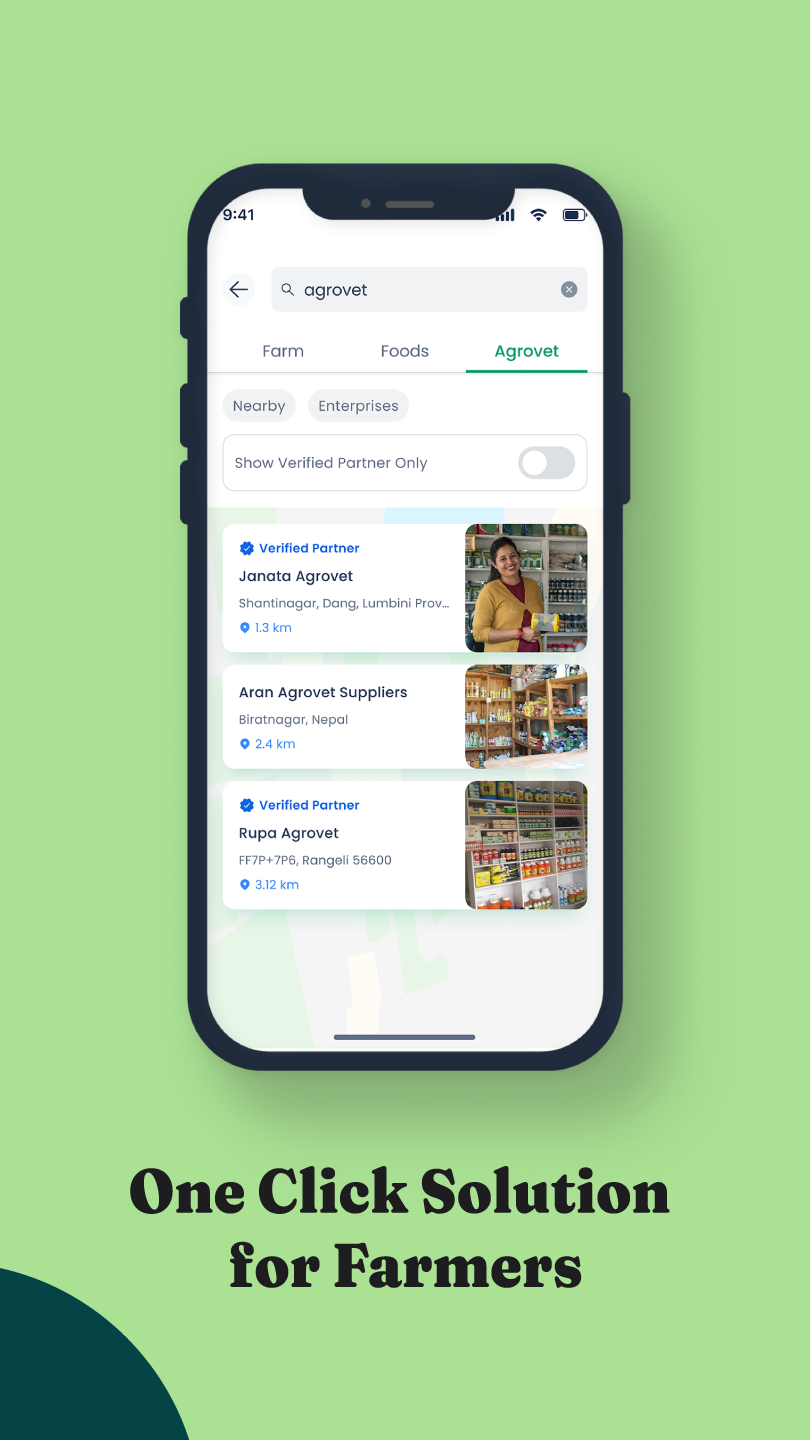 9:41
agrovet
Farm Foods Agrovet
Nearby Enterprises
Show Verified Partner Only
Verified Partner
Janata Agrovet
Shantinagar, Dang, Lumbini Prov...
1.3 km
Aran Agrovet Suppliers
Biratnagar, Nepal
2.4 km
Verified Partner
Rupa Agrovet
FF7P+7P6, Rangeli 56600
3.12 km
One Click Solution
for Farmers